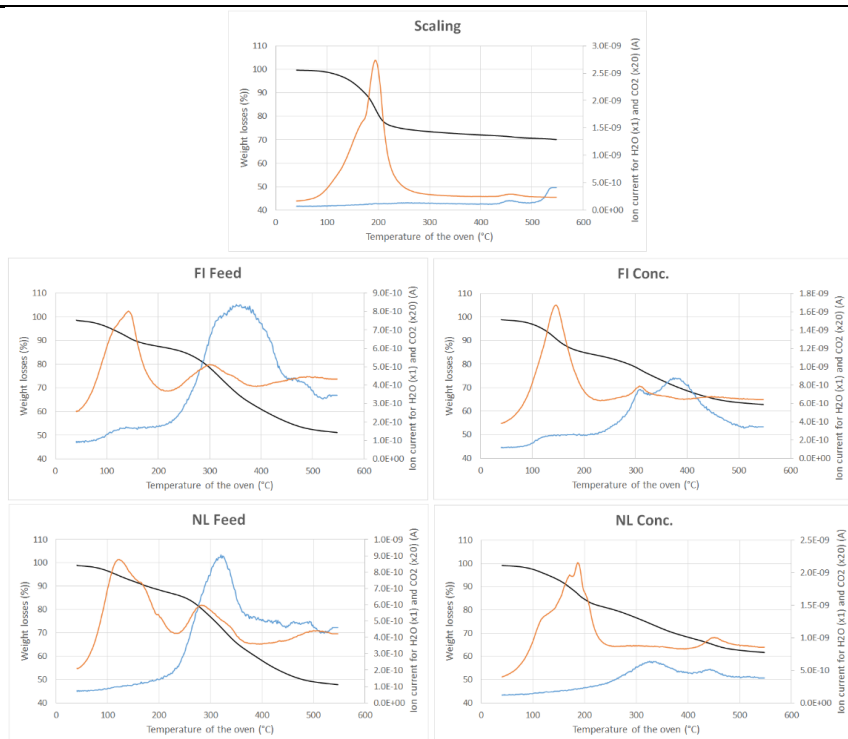 Scaling
110
100
90
80
70
60
50
40
3.0E-09
2.5E-09
2.0E-09
1.5E-09
1.0E-09
5.0E-10
0.0E+00
0 100 200 300 400 500 600
Weight losses (%))
Temperature of the oven (°C)
Ion current for H2O (x1) and CO2 (x20) (A)
FI Feed
110
100
90
80
70
60
50
40
9.0E-10
8.0E-10
7.0E-10
6.0E-10
5.0E-10
4.0E-10
3.0E-10
2.0E-10
1.0E-10
0.0E+00
0 100 200 300 400 500 600
Weight losses (%))
Temperature of the oven (°C)
Ion current for H2O (x1) and CO2 (x20) (A)
FI Conc.
110
100
90
80
70
60
50
40
1.8E-09
1.6E-09
1.4E-09
1.2E-09
1.0E-09
8.0E-10
6.0E-10
4.0E-10
2.0E-10
0.0E+00
0 100 200 300 400 500 600
Weight losses (%))
Temperature of the oven (°C)
Ion current for H2O (x1) and CO2 (x20) (A)
NL Feed
110
100
90
80
70
60
50
40
1.0E-09
9.0E-10
8.0E-10
7.0E-10
6.0E-10
5.0E-10
4.0E-10
3.0E-10
2.0E-10
1.0E-10
0.0E+00
0 100 200 300 400 500 600
Weight losses (%))
Temperature of the oven (°C)
Ion current for H2O (x1) and CO2 (x20) (A)
NL Conc.
110
100
90
80
70
60
50
40
2.5E-09
2.0E-09
1.5E-09
1.0E-09
5.0E-10
0.0E+00
0 100 200 300 400 500 600
Weight losses (%))
Temperature of the oven (°C)
Ion current for H2O (x1) and CO2 (x20) (A)